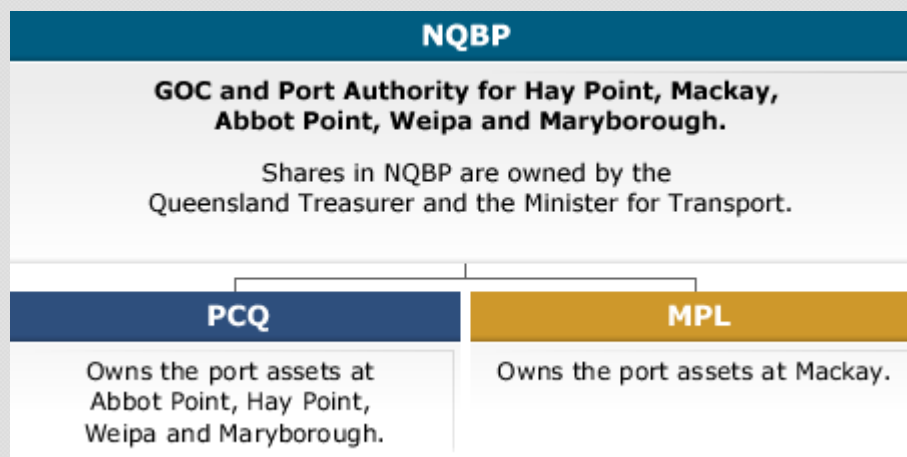 NQBP
GOC and Port Authority for Hay Point, Mackay,
Abbot Point, Weipa and Maryborough.
Shares in NQBP are owned by the
Queensland Treasurer and the Minister for Transport.
PCQ
Owns the port assets at
Abbot Point, Hay Point,
Weipa and Maryborough.
MPL
Owns the port assets at Mackay.